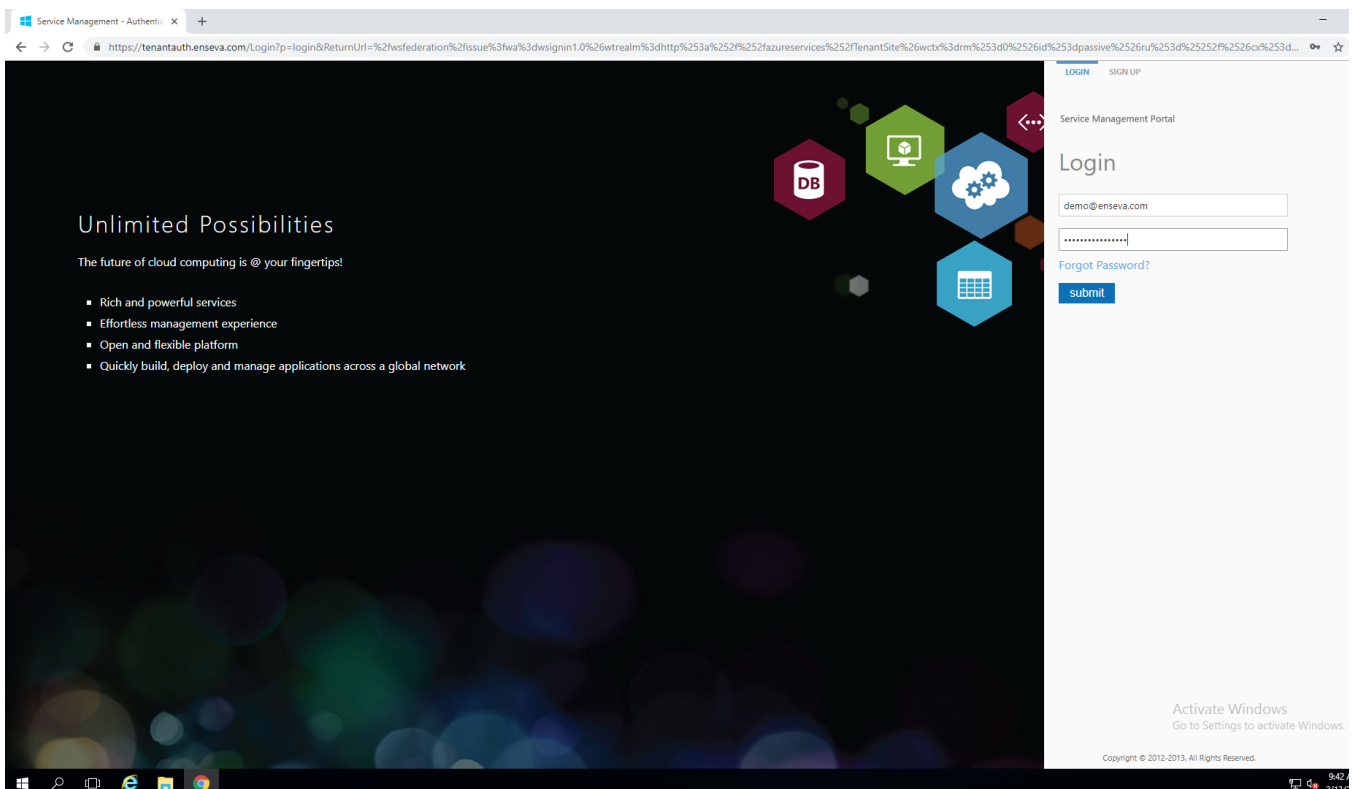 Service Management - Authentic
https://tenantauth.enseva.com/Login?p=login&ReturnUrl=%2fwsfederation%2fissue%3fwa%3dwsignin1.0%26wtrealm%3dhttp%253a%252f%252fazureservices%252fTenantSite%26wctx%3drm%253d0%2526id%253dpassive%2526ru%253d%25252f%2526cx%253d...
LOGIN SIGN UP
Service Management Portal
DB
Login
demo@enseva.com
Unlimited Possibilities
The future of cloud computing is @ your fingertips!
Forgot Password?
submit
Rich and powerful services
Effortless management experience
Open and flexible platform
Quickly build, deploy and manage applications across a global network
Activate Windows
Go to Settings to activate Windows.
Copyright © 2012-2013. All Rights Reserved.
9:42 A